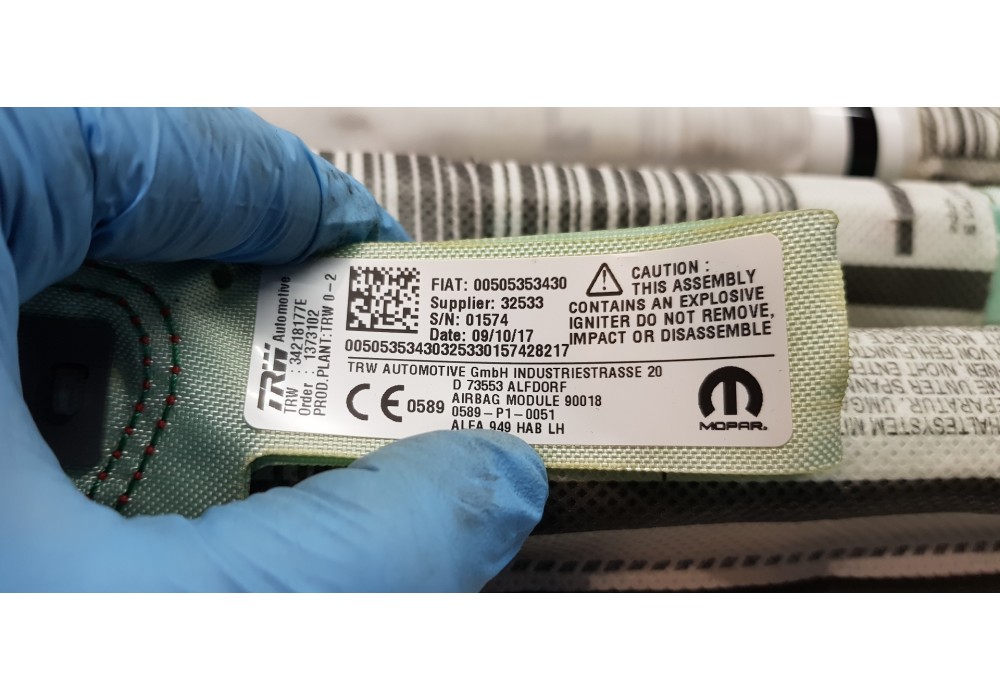 TRW Automotive
TRW : 34218177E
Order : 1373102
PROD.PLANT:TRW 0-2
FIAT: 00505353430
Supplier: 32533
S/N: 01574
Date: 09/10/17
00505353430325330157428217
CAUTION :
THIS ASSEMBLY
CONTAINS AN EXPLOSIVE
IGNITER DO NOT REMOVE,
IMPACT OR DISASSEMBLE
TRW AUTOMOTIVE GmbH INDUSTRIESTRASSE 20
D 73553 ALFDORF
AIRBAG MODULE 90018
0589-P1-0051
ALFA 949 HAB LH
CE 0589
MOPAR.